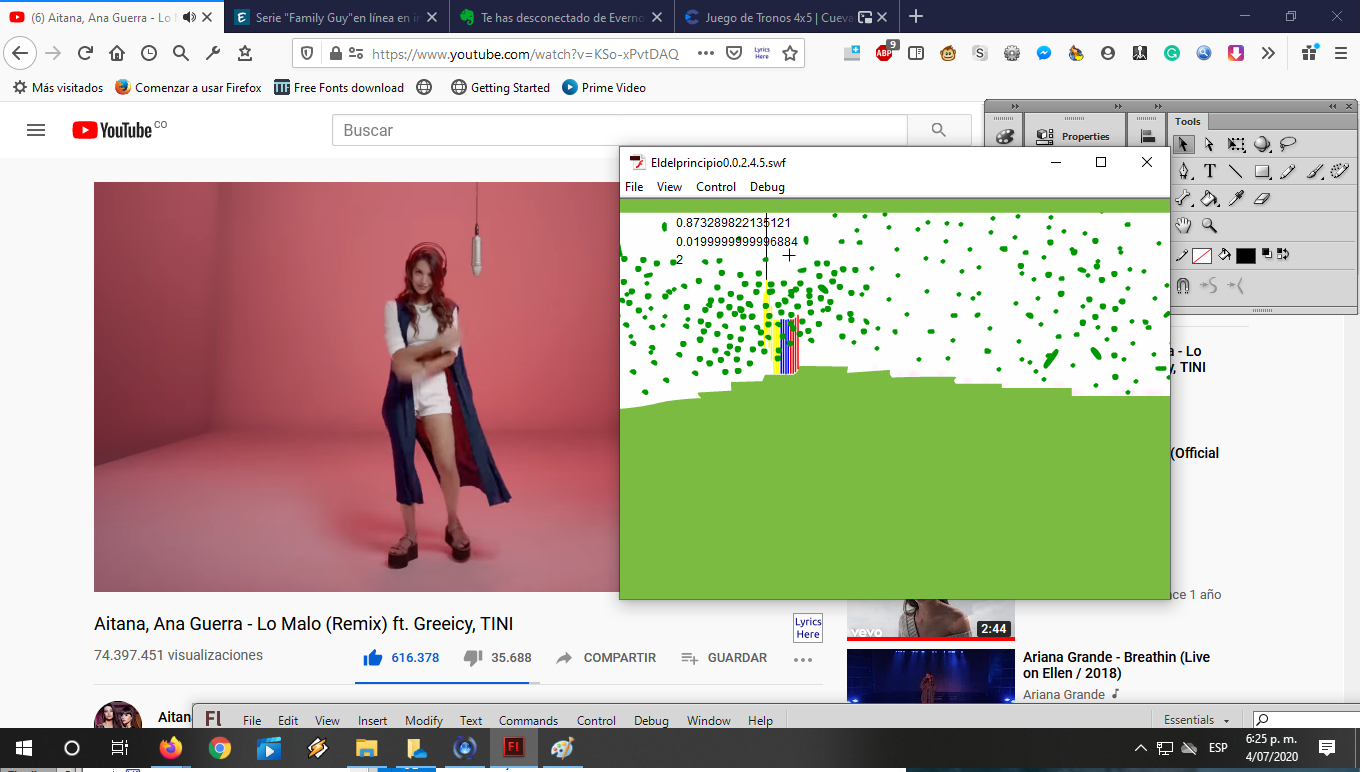 (6) Aitana, Ana Guerra - Lo
Serie "Family Guy"en línea en i
Te has desconectado de Everno
Juego de Tronos 4x5 | Cueva
https://www.youtube.com/watch?v=KSo-xPvtDAQ
Lyrics Here
ABP
9
Más visitados
Comenzar a usar Firefox
Free Fonts download
Getting Started
Prime Video
YouTube CO
Buscar
Tools
Properties
Eldelprincipio0.0.2.4.5.swf
File View Control Debug
0.873289822135121
0.0199999999996884
2
a - Lo
, TINI
(Official
nce 1 año
vevo
2:44
Aitana, Ana Guerra - Lo Malo (Remix) ft. Greeicy, TINI
Lyrics
Here
74.397.451 visualizaciones
616.378
35.688
COMPARTIR
GUARDAR
Ariana Grande - Breathin (Live
on Ellen / 2018)
Ariana Grande
Aitan
Fl
File Edit View Insert Modify Text Commands Control Debug Window Help
Essentials
Fl
ESP
6:25 p. m.
4/07/2020